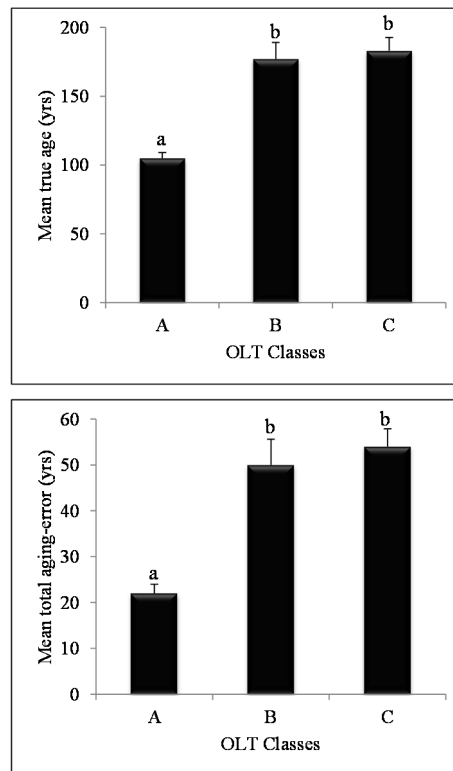 200
150
100
50
0
Mean true age (yrs)
a
b
b
A B C
OLT Classes
60
50
40
30
20
10
0
Mean total aging-error (yrs)
a
b
b
A B C
OLT Classes